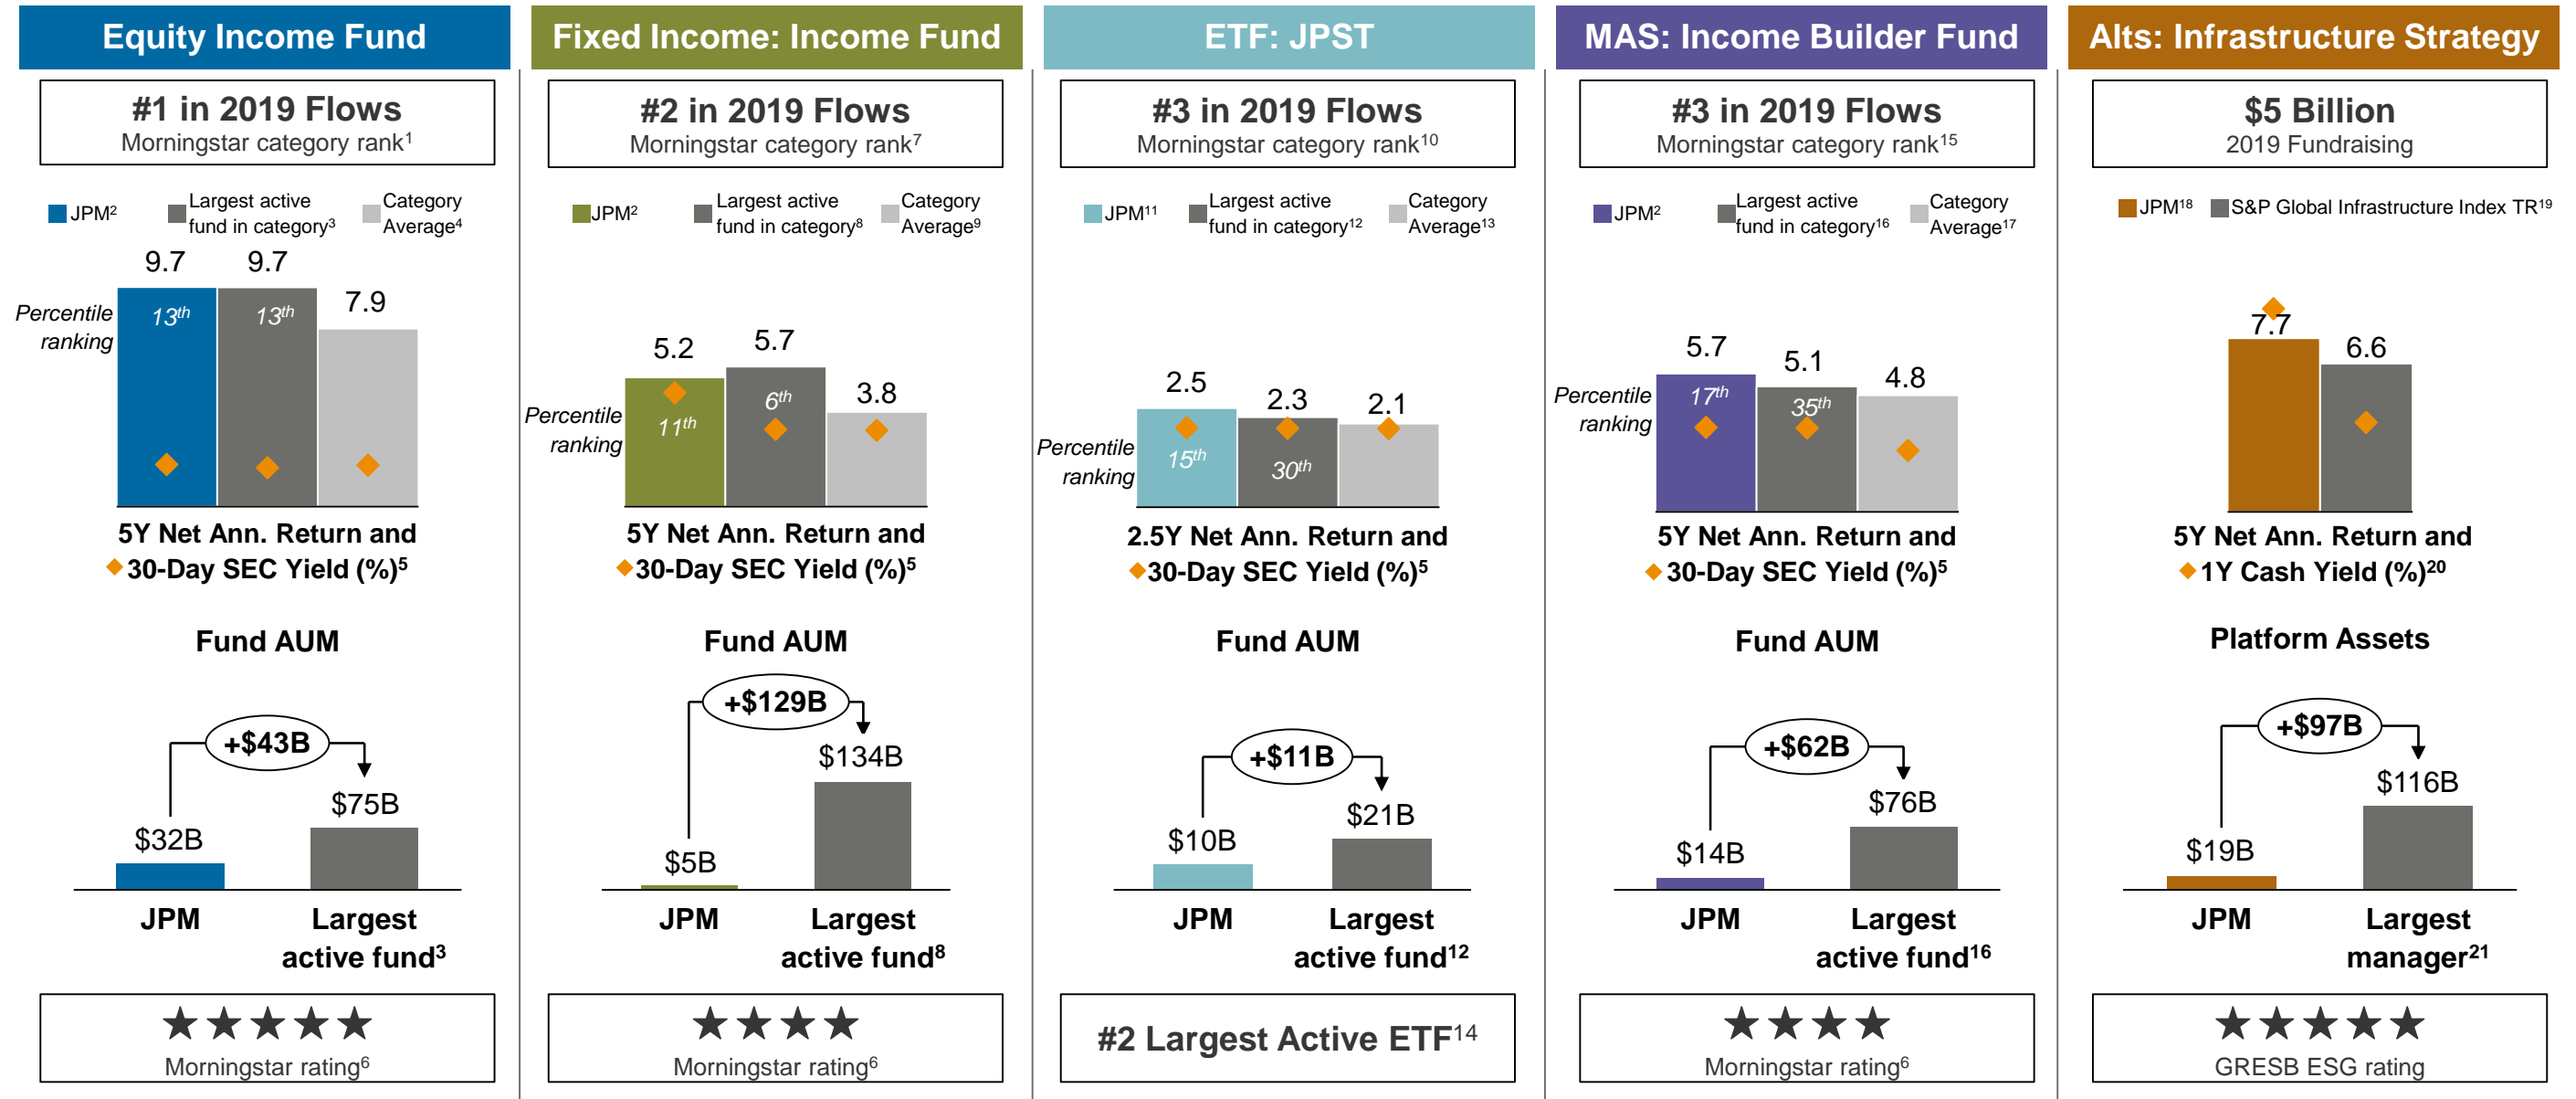 Equity Income Fund
#1 in 2019 Flows
Morningstar category rank1
JPM2
Largest active
fund in category3
Category
Average4
9.7
9.7
7.9
Percentile
ranking
13th
13th
5Y Net Ann. Return and
30-Day SEC Yield (%)5
Fund AUM
+$43B
$75B
$32B
JPM
Largest
active fund3
★★★★★
Morningstar rating6
Fixed Income: Income Fund
#2 in 2019 Flows
Morningstar category rank7
JPM2
Largest active
fund in category8
Category
Average9
5.2
5.7
3.8
Percentile
ranking
11th
6th
5Y Net Ann. Return and
30-Day SEC Yield (%)5
Fund AUM
+$129B
$134B
$5B
JPM
Largest
active fund8
★★★★
Morningstar rating6
ETF: JPST
#3 in 2019 Flows
Morningstar category rank10
JPM11
Largest active
fund in category12
Category
Average13
2.5
2.3
2.1
Percentile
ranking
15th
30th
2.5Y Net Ann. Return and
30-Day SEC Yield (%)5
Fund AUM
+$11B
$21B
$10B
JPM
Largest
active fund12
#2 Largest Active ETF14
MAS: Income Builder Fund
#3 in 2019 Flows
Morningstar category rank15
JPM2
Largest active
fund in category16
Category
Average17
5.7
5.1
4.8
Percentile
ranking
17th
35th
5Y Net Ann. Return and
30-Day SEC Yield (%)5
Fund AUM
+$62B
$76B
$14B
JPM
Largest
active fund16
★★★★
Morningstar rating6
Alts: Infrastructure Strategy
$5 Billion
2019 Fundraising
JPM18
S&P Global Infrastructure Index TR19
7.7
6.6
5Y Net Ann. Return and
1Y Cash Yield (%)20
Platform Assets
+$97B
$116B
$19B
JPM
Largest
manager21
★★★★★
GRESB ESG rating